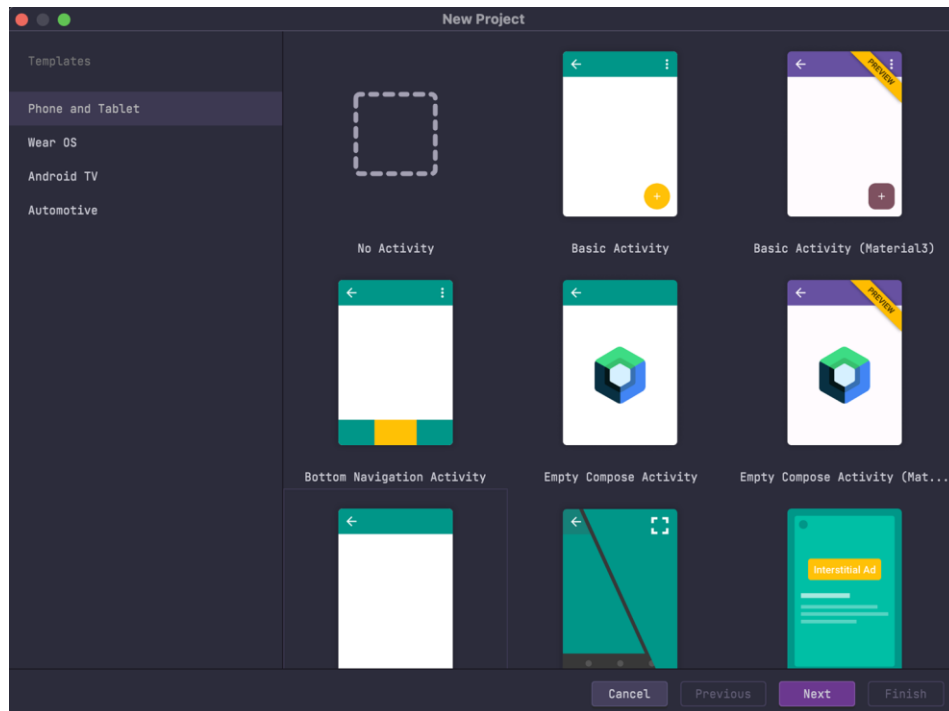 New Project
Templates
Phone and Tablet
Wear OS
Android TV
Automotive
PREVIEW
No Activity
Basic Activity
Basic Activity (Material3)
PREVIEW
Bottom Navigation Activity
Empty Compose Activity
Empty Compose Activity (Mat...
Interstitial Ad
Cancel
Previous
Next
Finish